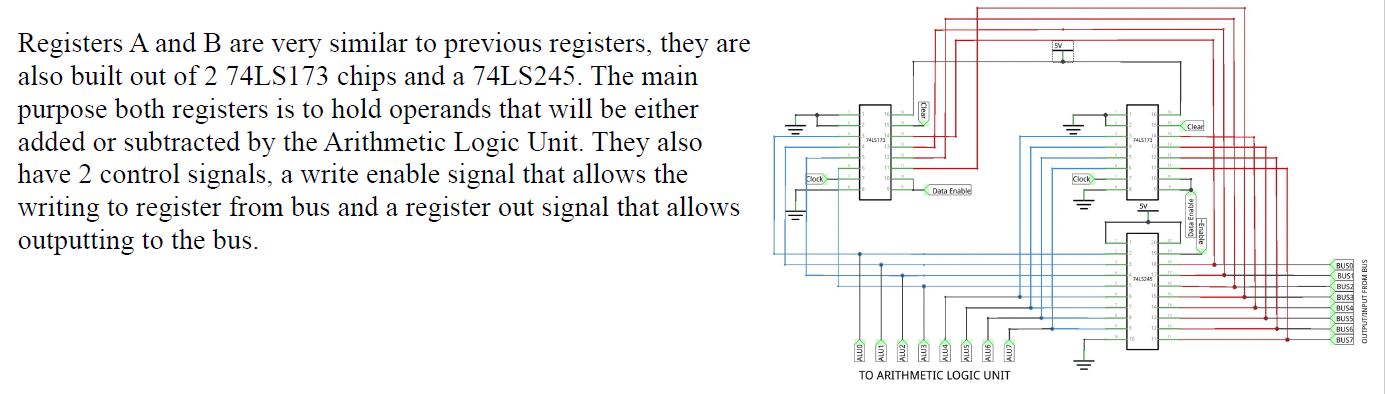 Registers A and B are very similar to previous registers, they are
also built out of 2 74LS173 chips and a 74LS245. The main
purpose both registers is to hold operands that will be either
added or subtracted by the Arithmetic Logic Unit. They also
have 2 control signals, a write enable signal that allows the
writing to register from bus and a register out signal that allows
outputting to the bus.
5V
Clear
74LS173
Clock
Data Enable
Clear
74LS173
Clock
Data Enable
5V
Enable
74LS245
BUS0
BUS1
BUS2
BUS3
BUS4
BUS5
BUS6
BUS7
OUTPUT/INPUT FROM BUS
ALU0
ALU1
ALU2
ALU3
ALU4
ALU5
ALU6
ALU7
TO ARITHMETIC LOGIC UNIT